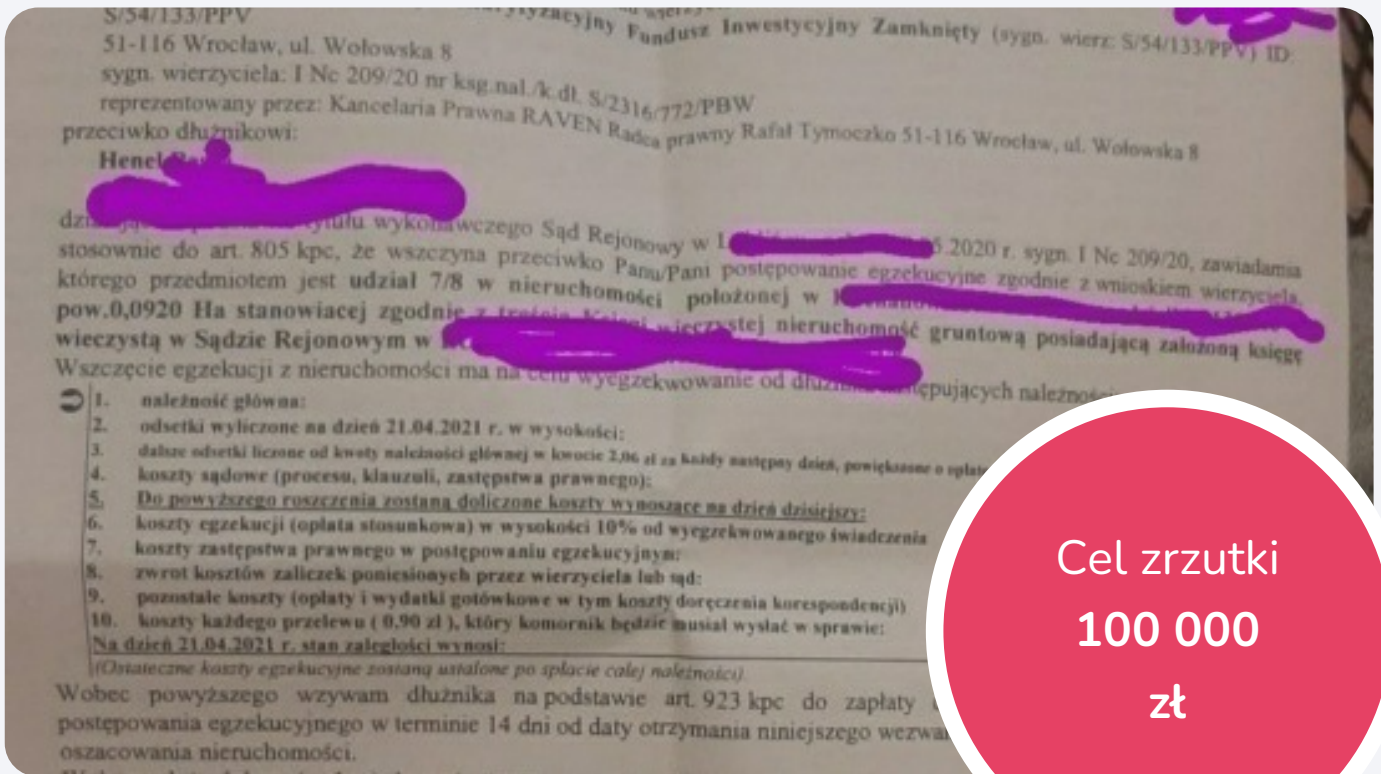 S/54/133/PPV
Fundusz Inwestycyjny Zamknięty (sygn. wierz: S/54/133/PPV) ID:
51-116 Wrocław, ul. Wołowska 8
sygn. wierzyciela: I Nc 209/20 nr ksg.nal./k.dł. S/2316/772/PBW
reprezentowany przez: Kancelaria Prawna RAVEN Radca prawny Rafał Tymoczko 51-116 Wrocław, ul. Wołowska 8
przeciwko dłużnikowi:
Henel
tytułu wykonawczego Sąd Rejonowy w 5.2020 r. sygn. I Nc 209/20, zawiadamia
stosownie do art. 805 kpc, że wszczyna przeciwko Panu/Pani postępowanie egzekucyjne zgodnie z wnioskiem wierzyciela,
którego przedmiotem jest udział 7/8 w nieruchomości położonej w
pow.0,0920 Ha stanowiacej zgodnie z treścią Księgi wieczystej nieruchomość gruntową posiadającą założoną księgę
wieczystą w Sądzie Rejonowym w
Wszczęcie egzekucji z nieruchomości ma na celu wyegzekwowanie od następujących należności
1. należność główna:
2. odsetki wyliczone na dzień 21.04.2021 r. w wysokości:
3. dalsze odsetki liczone od kwoty należności głównej w kwocie 2,06 zł za każdy następny dzień, powiększone o opłatę
4. koszty sądowe (procesu, klauzuli, zastępstwa prawnego):
5. Do powyższego roszczenia zostaną doliczone koszty wynoszące na dzień dzisiejszy:
6. koszty egzekucji (opłata stosunkowa) w wysokości 10% od wyegzekwowanego świadczenia
7. koszty zastępstwa prawnego w postępowaniu egzekucyjnym:
8. zwrot kosztów zaliczek poniesionych przez wierzyciela lub sąd:
9. pozostałe koszty (opłaty i wydatki gotówkowe w tym koszty doręczenia korespondencji)
10. koszty każdego przelewu ( 0,90 zł ), który komornik będzie musiał wysłać w sprawie:
Na dzień 21.04.2021 r. stan zaległości wynosi:
(Ostateczne koszty egzekucyjne zostaną ustalone po spłacie całej należności)
Wobec powyższego wzywam dłużnika na podstawie art. 923 kpc do zapłaty
postępowania egzekucyjnego w terminie 14 dni od daty otrzymania niniejszego
oszacowania nieruchomości.
Cel zrzutki
100 000
zł